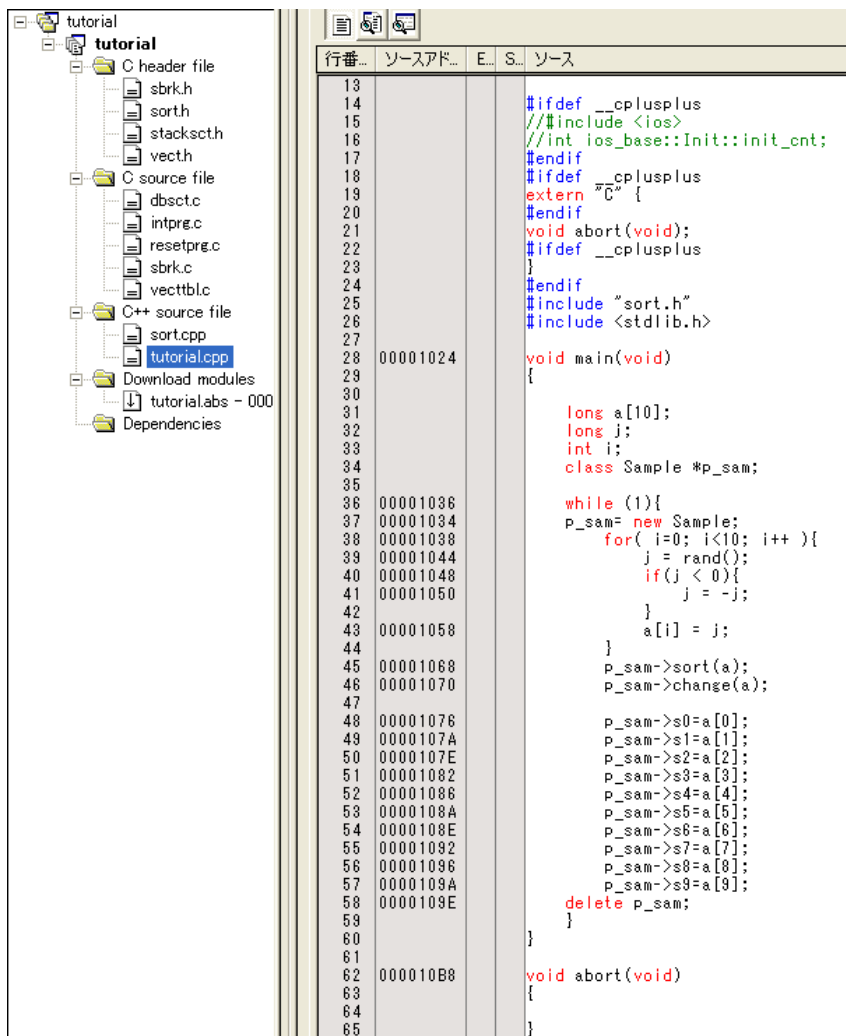 tutorial
tutorial
C header file
sbrk.h
sort.h
stacksct.h
vect.h
C source file
dbsct.c
intprg.c
resetprg.c
sbrk.c
vecttbl.c
C++ source file
sort.cpp
tutorial.cpp
Download modules
tutorial.abs - 000
Dependencies
行番... ソースアド... E... S... ソース
13
14 #ifdef __cplusplus
15 //#include <ios>
16 //int ios_base::Init::init_cnt;
17 #endif
18 #ifdef __cplusplus
19 extern "C" {
20 #endif
21 void abort(void);
22 #ifdef __cplusplus
23 }
24 #endif
25 #include "sort.h"
26 #include <stdlib.h>
27
28 00001024 void main(void)
29 {
30
31 long a[10];
32 long j;
33 int i;
34 class Sample *p_sam;
35
36 00001036 while (1){
37 00001034 p_sam= new Sample;
38 00001038 for( i=0; i<10; i++ ){
39 00001044 j = rand();
40 00001048 if(j < 0){
41 00001050 j = -j;
42 }
43 00001058 a[i] = j;
44 }
45 00001068 p_sam->sort(a);
46 00001070 p_sam->change(a);
47
48 00001076 p_sam->s0=a[0];
49 0000107A p_sam->s1=a[1];
50 0000107E p_sam->s2=a[2];
51 00001082 p_sam->s3=a[3];
52 00001086 p_sam->s4=a[4];
53 0000108A p_sam->s5=a[5];
54 0000108E p_sam->s6=a[6];
55 00001092 p_sam->s7=a[7];
56 00001096 p_sam->s8=a[8];
57 0000109A p_sam->s9=a[9];
58 0000109E delete p_sam;
59 }
60 }
61
62 000010B8 void abort(void)
63 {
64
65 }